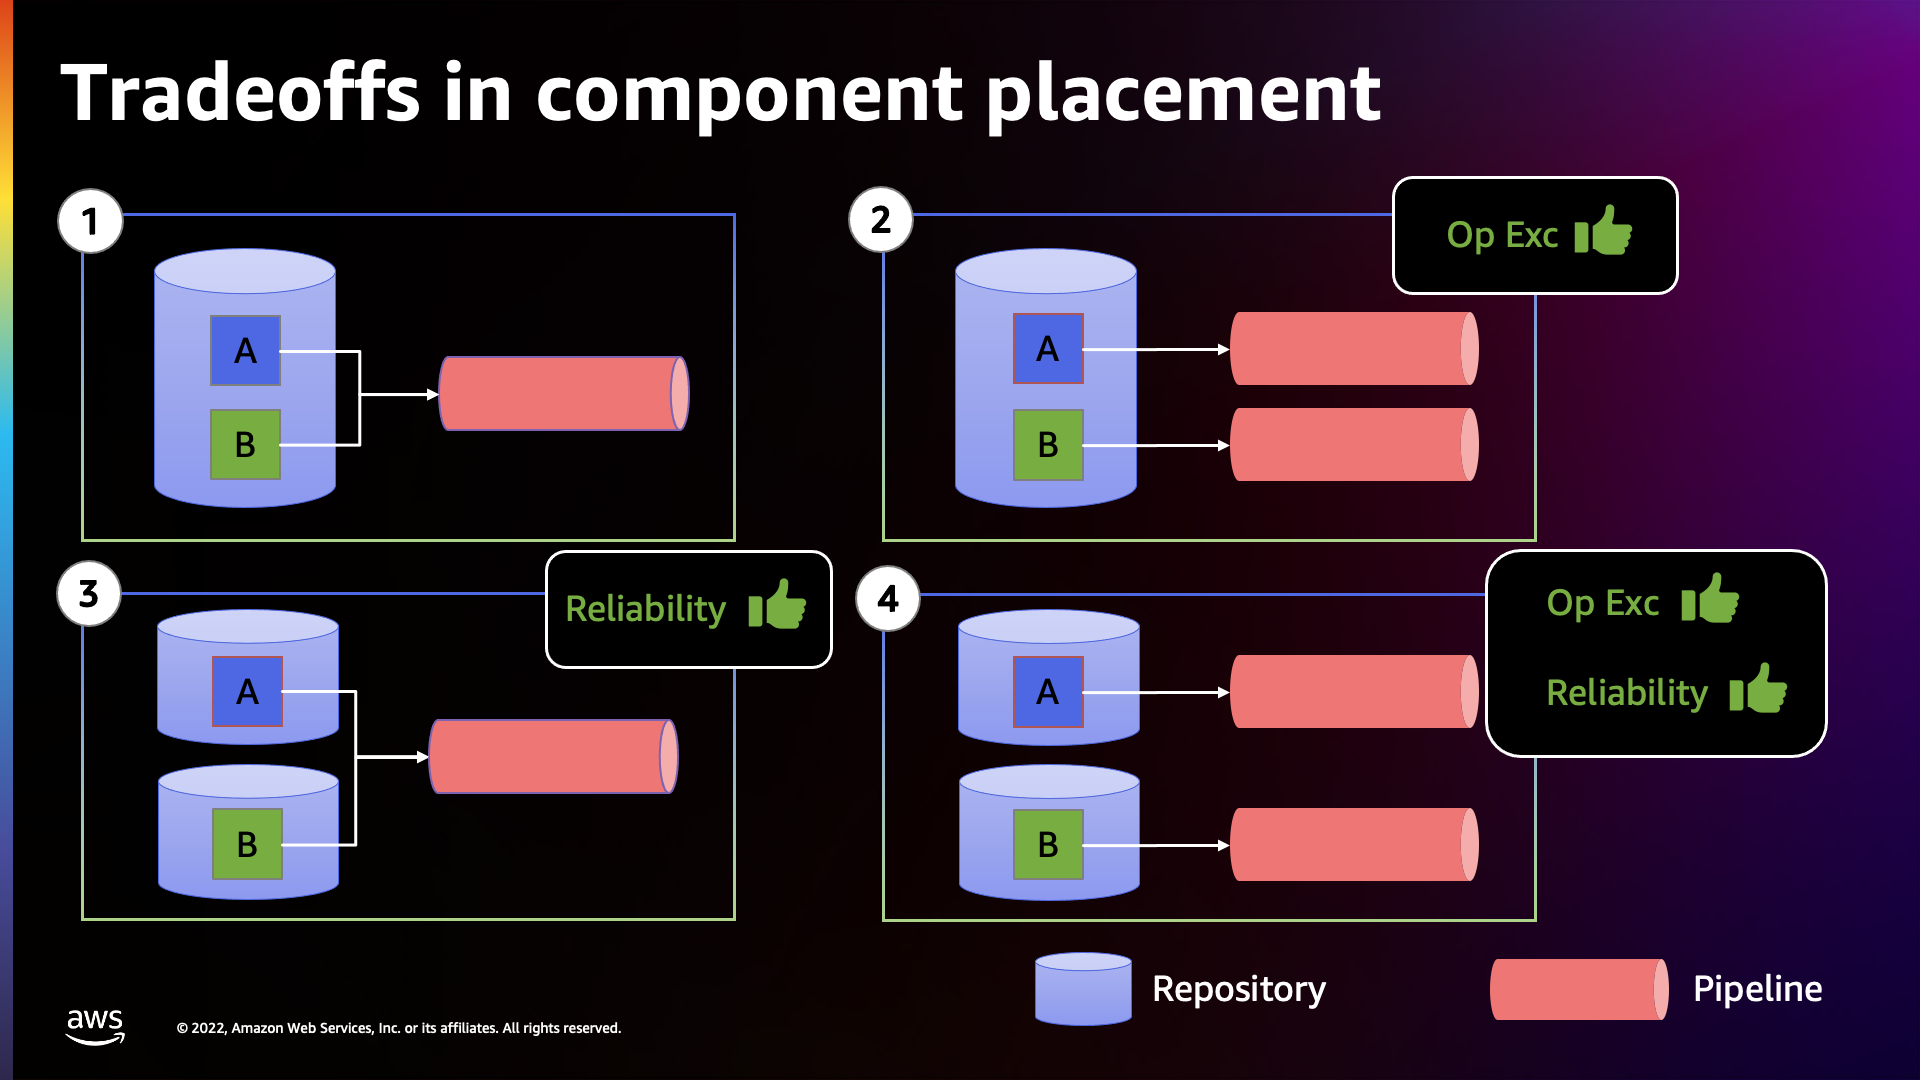 Tradeoffs in component placement
1
A
B
2
Op Exc
A
B
3
Reliability
A
B
4
Op Exc
Reliability
A
B
Repository
Pipeline
aws
© 2022, Amazon Web Services, Inc. or its affiliates. All rights reserved.